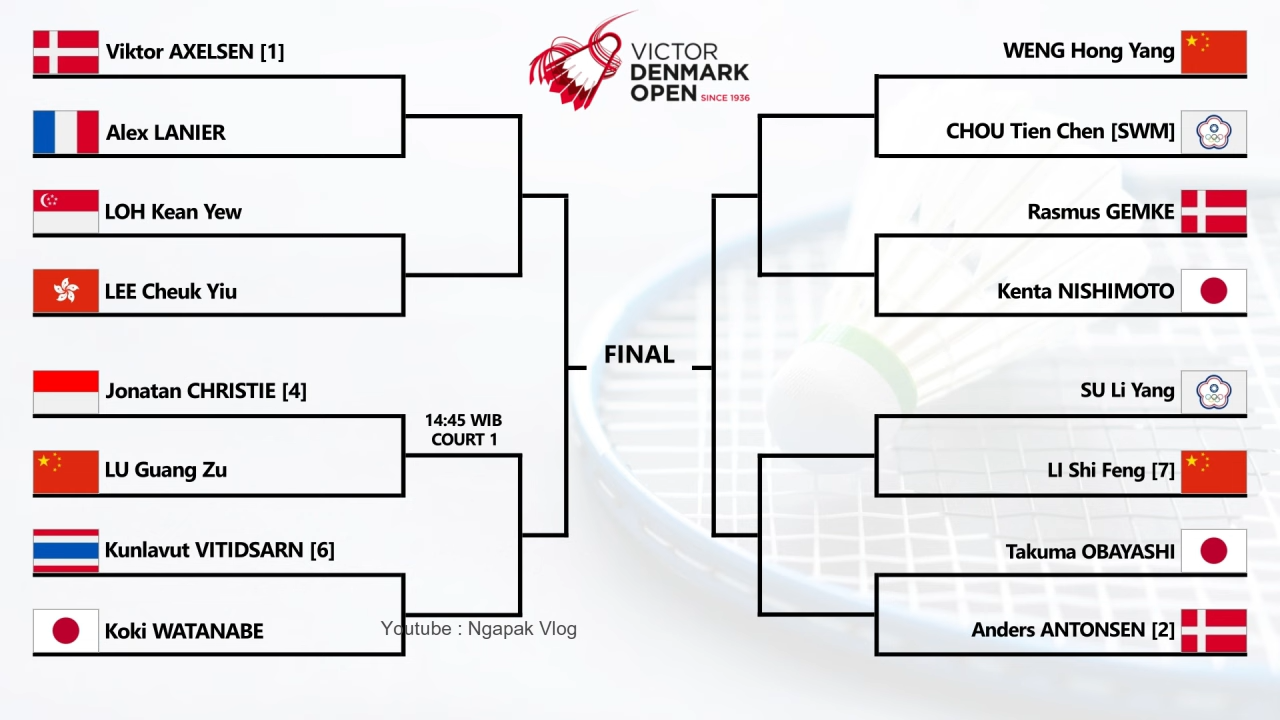 Viktor AXELSEN [1]
Alex LANIER
LOH Kean Yew
LEE Cheuk Yiu
Jonatan CHRISTIE [4]
14:45 WIB
COURT 1
LU Guang Zu
Kunlavut VITIDSARN [6]
Koki WATANABE
Youtube : Ngapak Vlog
VICTOR
DENMARK
OPEN SINCE 1936
FINAL
WENG Hong Yang
CHOU Tien Chen [SWM]
Rasmus GEMKE
Kenta NISHIMOTO
SU Li Yang
LI Shi Feng [7]
Takuma OBAYASHI
Anders ANTONSEN [2]